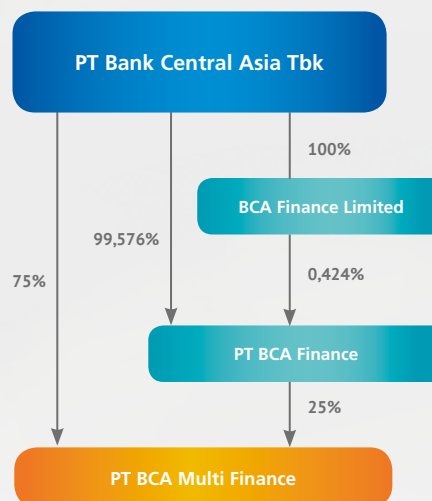 PT Bank Central Asia Tbk
100%
BCA Finance Limited
99,576%
75%
0,424%
PT BCA Finance
25%
PT BCA Multi Finance